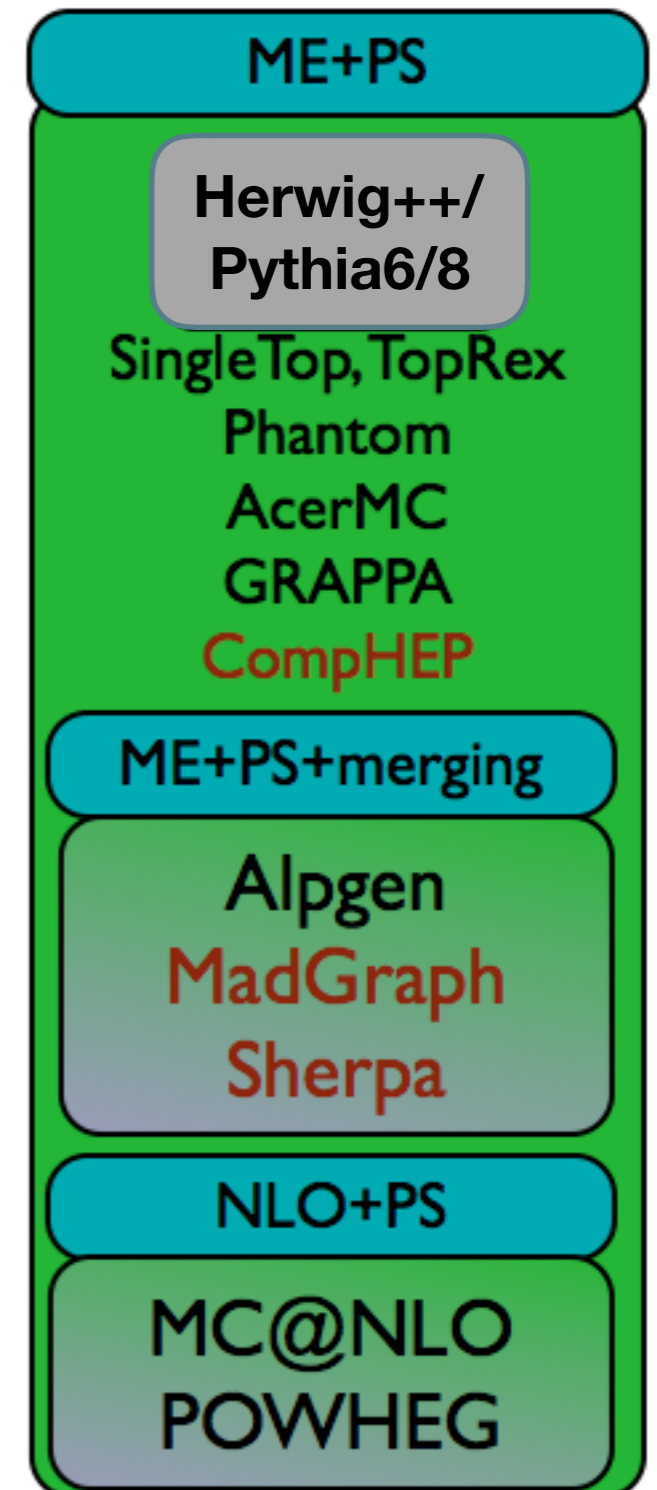 ME+PS
Herwig++/
Pythia6/8
SingleTop, TopRex
Phantom
AcerMC
GRAPPA
CompHEP
ME+PS+merging
Alpgen
MadGraph
Sherpa
NLO+PS
MC@NLO
POWHEG